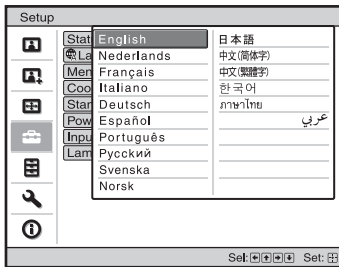 Setup
Stat
La
Men
Coo
Star
Pow
Inpu
Lam
English
Nederlands
Français
Italiano
Deutsch
Español
Português
Русский
Svenska
Norsk
日本語
中文(简体字)
中文(繁體字)
한국어
ภาษาไทย
عربي
Sel: Set: